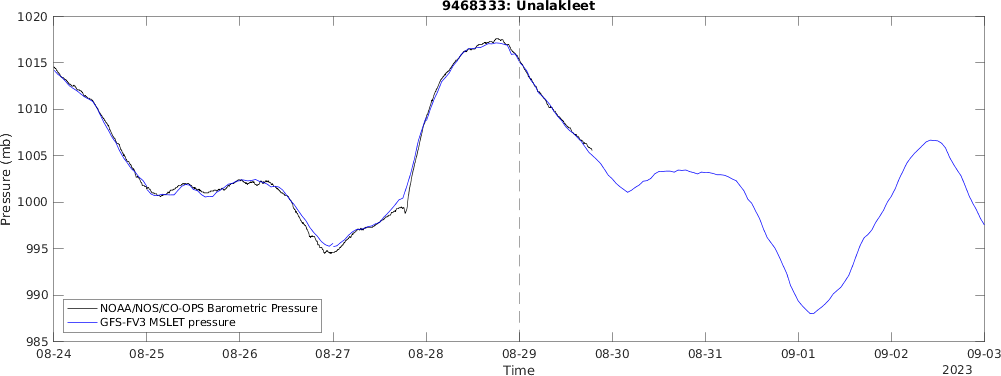 9468333: Unalakleet
1020
1015
1010
1005
1000
995
990
985
Pressure (mb)
NOAA/NOS/CO-OPS Barometric Pressure
GFS-FV3 MSLET pressure
08-24 08-25 08-26 08-27 08-28 08-29 08-30 08-31 09-01 09-02 09-03
Time
2023